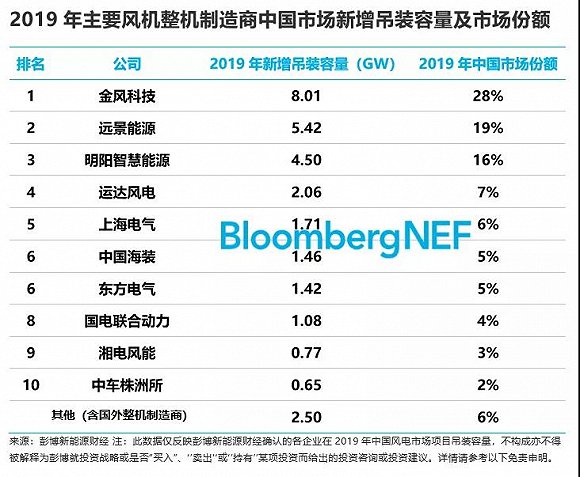 2019 年主要风机整机制造商中国市场新增吊装容量及市场份额
排名 公司 2019 年新增吊装容量（GW） 2019 年中国市场份额
1 金风科技 8.01 28%
2 远景能源 5.42 19%
3 明阳智慧能源 4.50 16%
4 运达风电 2.06 7%
5 上海电气 1.71 6%
BloombergNEF
6 中国海装 1.46 5%
6 东方电气 1.42 5%
8 国电联合动力 1.08 4%
9 湘电风能 0.77 3%
10 中车株洲所 0.65 2%
其他（含国外整机制造商） 2.50 6%
来源：彭博新能源财经 注：此数据仅反映彭博新能源财经确认的各企业在 2019 年中国风电市场项目吊装容量，不构成亦不得
被解释为彭博就投资战略或是否“买入”、“卖出”或“持有”某项投资而给出的投资咨询或投资建议。详情请参考以下免责申明。